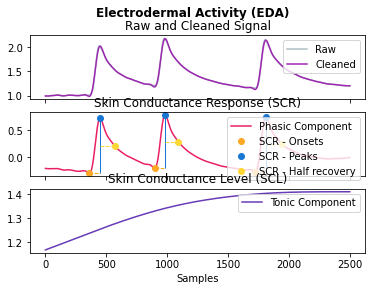 Electrodermal Activity (EDA)
Raw and Cleaned Signal
2.0
1.5
1.0
Raw
Cleaned
Skin Conductance Response (SCR)
0.5
0.0
Phasic Component
SCR - Onsets
SCR - Peaks
SCR - Half recovery
Skin Conductance Level (SCL)
1.4
1.3
1.2
Tonic Component
0 500 1000 1500 2000 2500
Samples